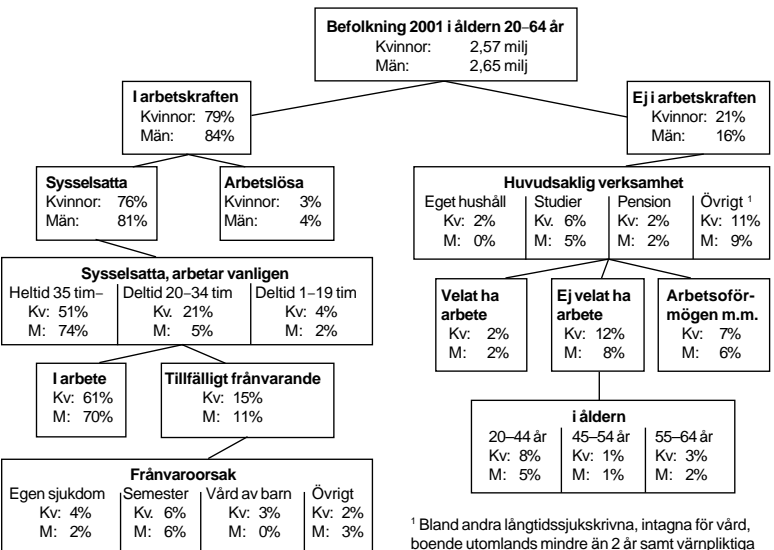 Befolkning 2001 i åldern 20–64 år
Kvinnor: 2,57 milj
Män: 2,65 milj
I arbetskraften
Kvinnor: 79%
Män: 84%
Ej i arbetskraften
Kvinnor: 21%
Män: 16%
Sysselsatta
Kvinnor: 76%
Män: 81%
Arbetslösa
Kvinnor: 3%
Män: 4%
Huvudsaklig verksamhet
Eget hushåll Studier Pension Övrigt ¹
Kv: 2% Kv. 6% Kv: 2% Kv: 11%
M: 0% M: 5% M: 2% M: 9%
Sysselsatta, arbetar vanligen
Heltid 35 tim– Deltid 20–34 tim Deltid 1–19 tim
Kv: 51% Kv. 21% Kv: 4%
M: 74% M: 5% M: 2%
Velat ha
arbete
Kv: 2%
M: 2%
Ej velat ha
arbete
Kv: 12%
M: 8%
Arbetsoför-
mögen m.m.
Kv: 7%
M: 6%
I arbete
Kv: 61%
M: 70%
Tillfälligt frånvarande
Kv: 15%
M: 11%
i åldern
20–44 år 45–54 år 55–64 år
Kv: 8% Kv: 1% Kv: 3%
M: 5% M: 1% M: 2%
Frånvaroorsak
Egen sjukdom Semester Vård av barn Övrigt
Kv: 4% Kv. 6% Kv: 3% Kv: 2%
M: 2% M: 6% M: 0% M: 3%
¹ Bland andra långtidssjukskrivna, intagna för vård,
boende utomlands mindre än 2 år samt värnpliktiga